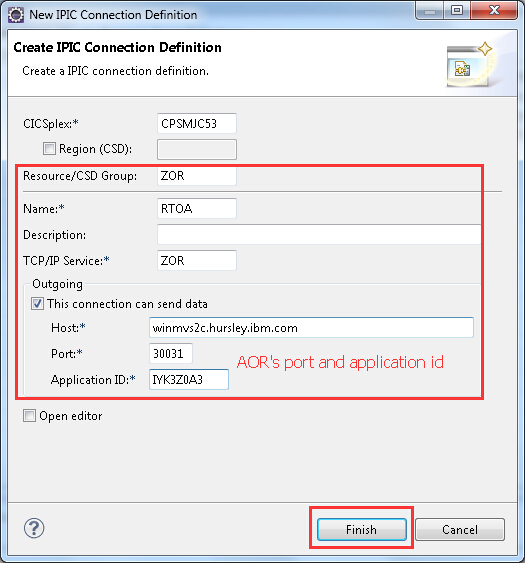 New IPIC Connection Definition
Create IPIC Connection Definition
Create a IPIC connection definition.
CICSplex:* CPSMJC53
Region (CSD):
Resource/CSD Group: ZOR
Name:* RTOA
Description:
TCP/IP Service:* ZOR
Outgoing
This connection can send data
Host:* winmvs2c.hursley.ibm.com
Port:* 30031
AOR's port and application id
Application ID:* IYK3Z0A3
Open editor
? Finish Cancel